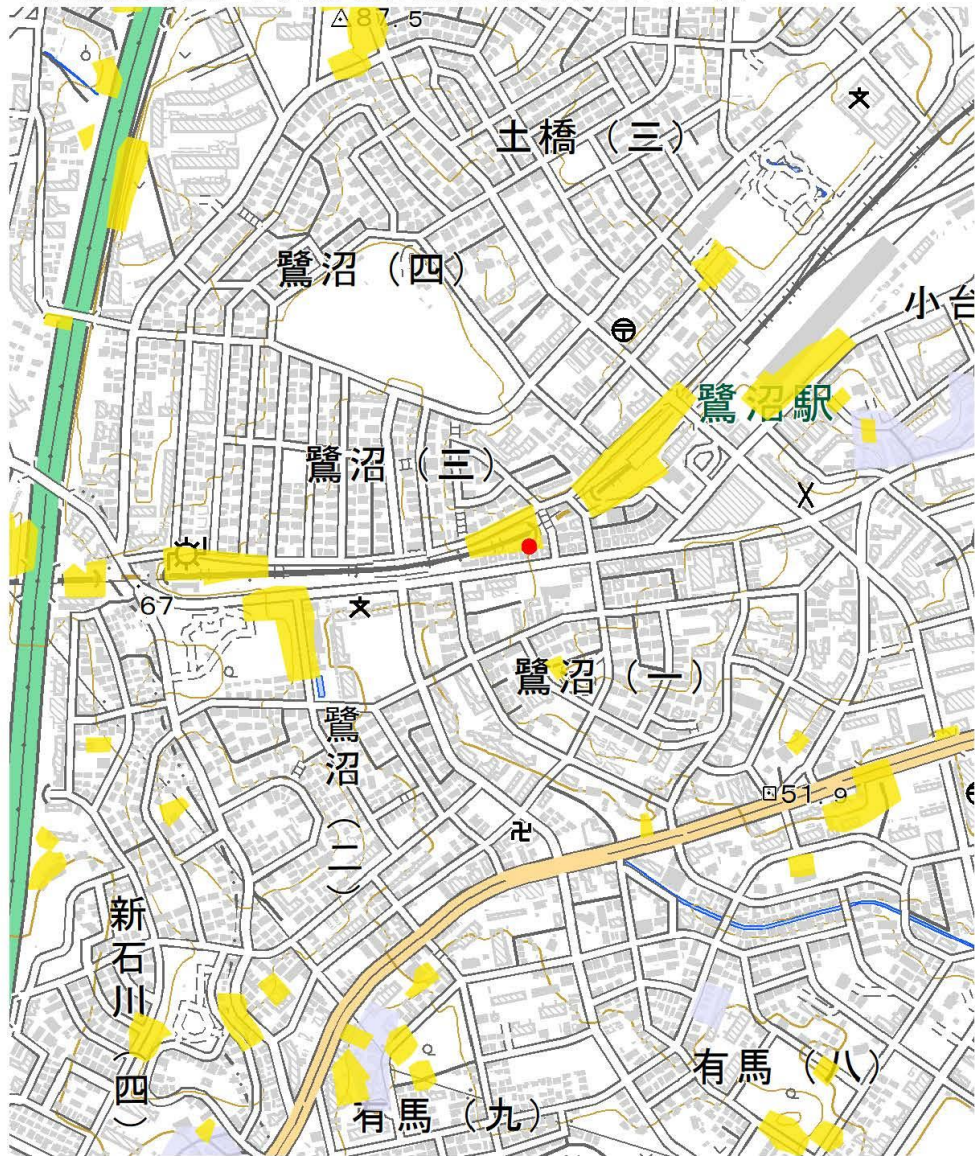 87.5
土橋（三）
鷺沼（四）
小台
鷺沼駅
鷺沼（三）
67
鷺沼（一）
鷺沼（二）
51.9
新石川（四）
有馬（八）
有馬（九）